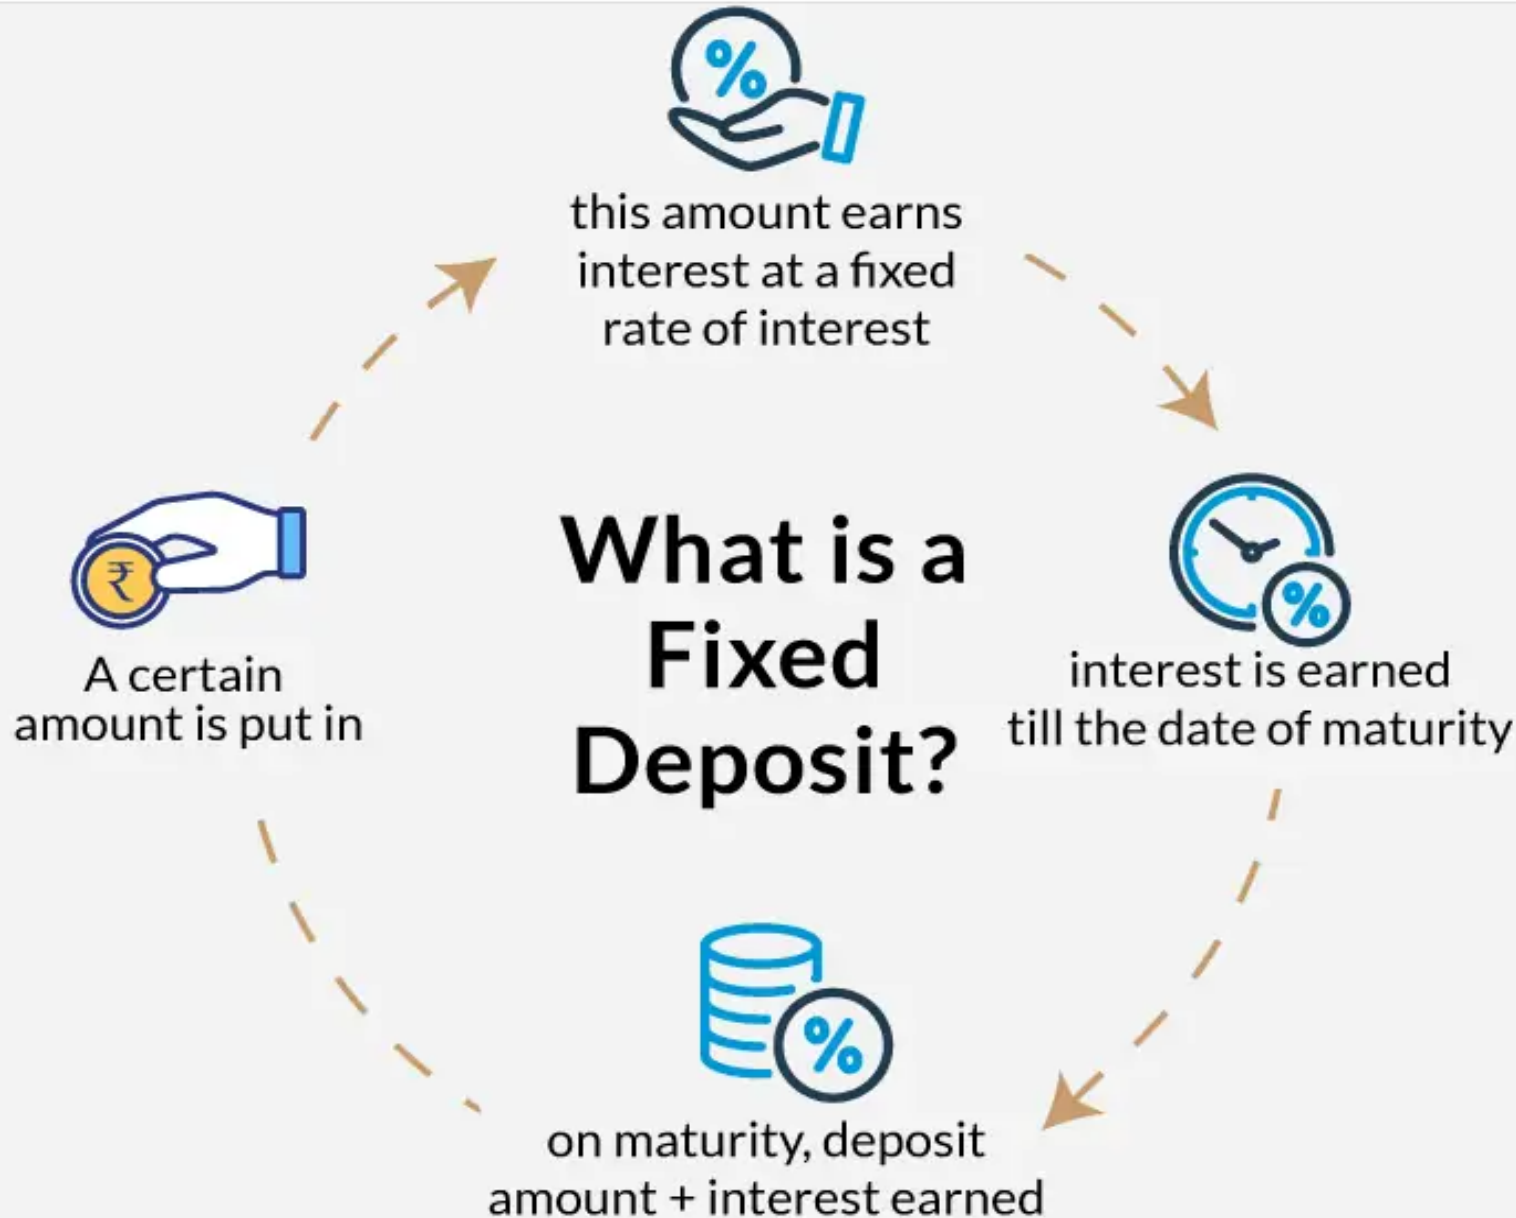 What is a
Fixed
Deposit?
₹
A certain
amount is put in
%
this amount earns
interest at a fixed
rate of interest
%
interest is earned
till the date of maturity
%
on maturity, deposit
amount + interest earned